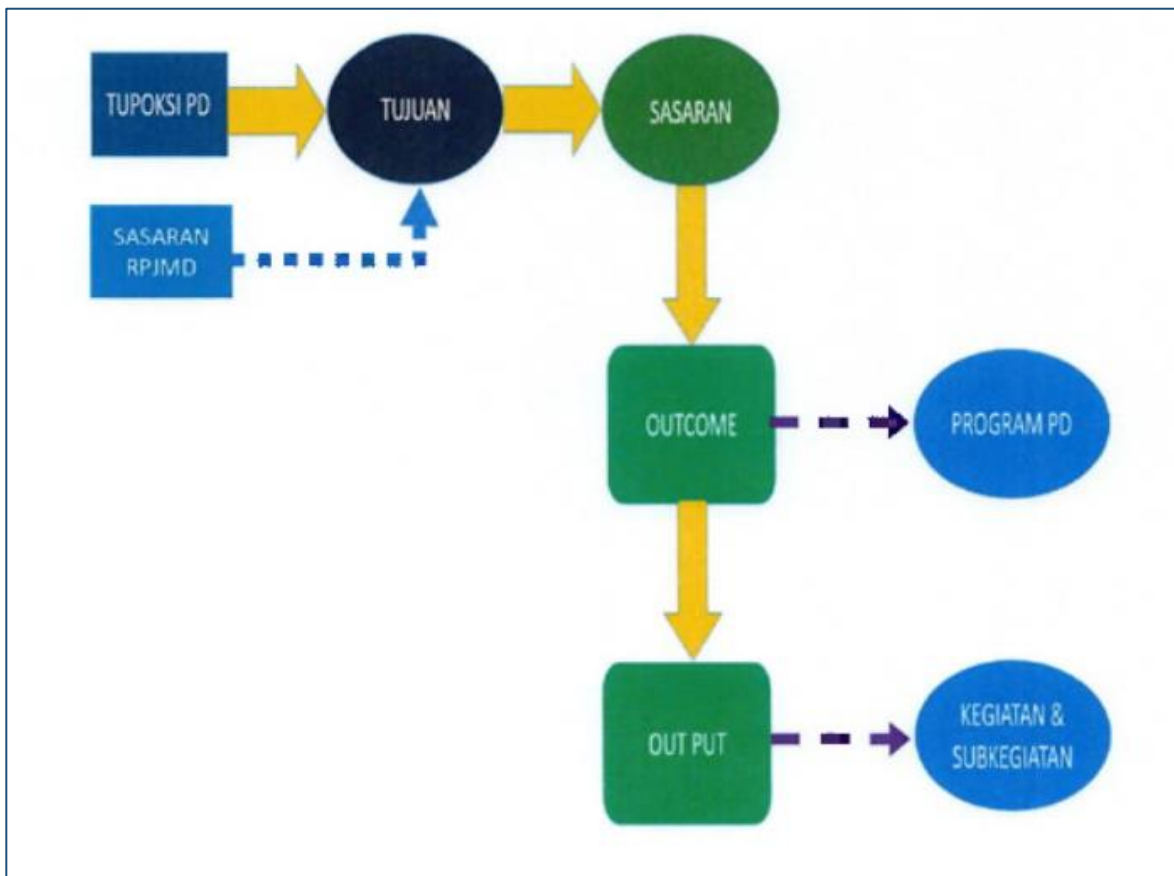 TUPOKSI PD
TUJUAN
SASARAN
SASARAN
RPJMD
OUTCOME
PROGRAM PD
OUT PUT
KEGIATAN &
SUBKEGIATAN